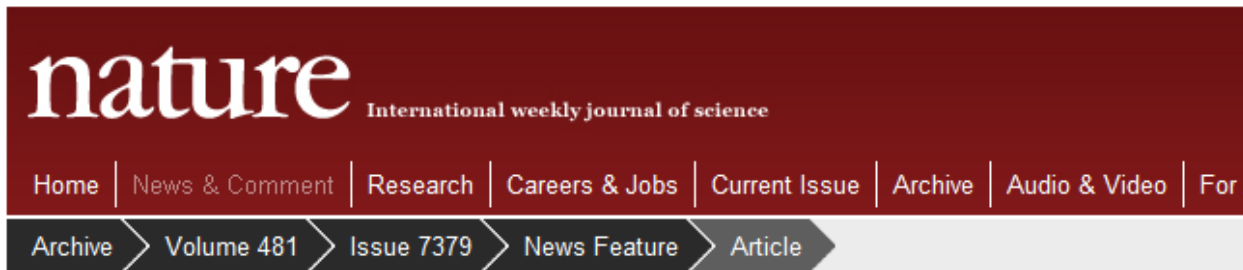 nature International weekly journal of science
Home News & Comment Research Careers & Jobs Current Issue Archive Audio & Video For
Archive Volume 481 Issue 7379 News Feature Article